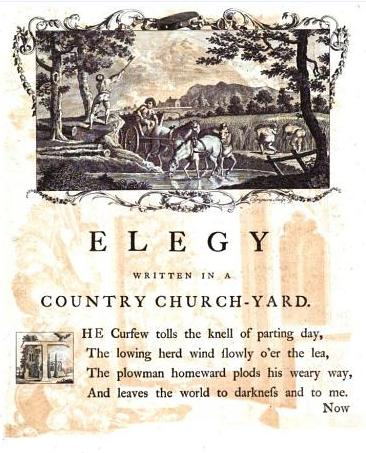 ELEGY
WRITTEN IN A
COUNTRY CHURCH-YARD.
THE Curfew tolls the knell of parting day,
The lowing herd wind ſlowly o'er the lea,
The plowman homeward plods his weary way,
And leaves the world to darkneſs and to me.
Now